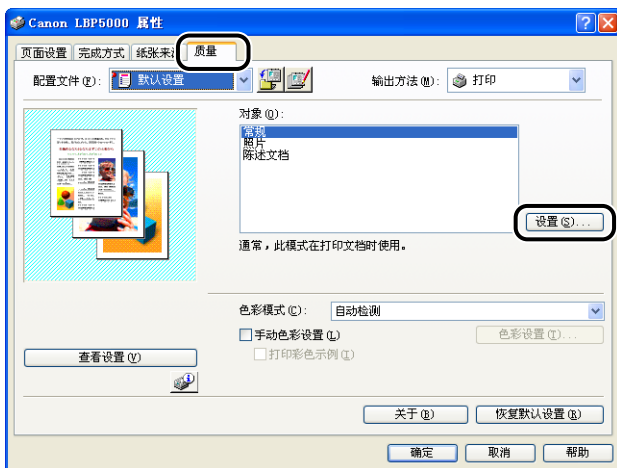 Canon LBP5000 属性
页面设置 完成方式 纸张来 质量
配置文件(F): 默认设置 输出方法(M): 打印
对象(O):
常规
照片
陈述文档
设置(S)...
通常，此模式在打印文档时使用。
色彩模式(C): 自动检测
手动色彩设置(L) 色彩设置(T)...
打印彩色示例(I)
查看设置(V)
关于(B) 恢复默认设置(R)
确定 取消 帮助